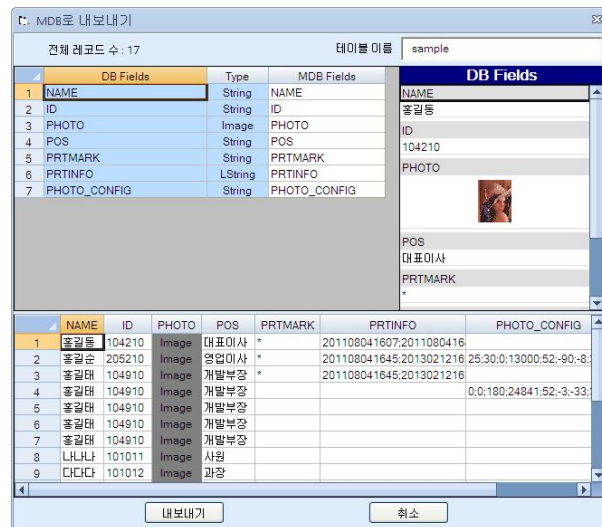 MDB로 내보내기
전체 레코드 수 : 17
테이블 이름 sample
DB Fields Type MDB Fields
1 NAME String NAME
2 ID String ID
3 PHOTO Image PHOTO
4 POS String POS
5 PRTMARK String PRTMARK
6 PRTINFO LString PRTINFO
7 PHOTO_CONFIG String PHOTO_CONFIG
DB Fields
NAME
홍길동
ID
104210
PHOTO
POS
대표이사
PRTMARK
*
NAME ID PHOTO POS PRTMARK PRTINFO PHOTO_CONFIG
1 홍길동 104210 Image 대표이사 * 201108041607;2011080416
2 홍길순 205210 Image 영업이사 * 201108041645;2013021216 25;30;0;13000;52;-90;-8;
3 홍길태 104910 Image 개발부장 * 201108041645;2013021216
4 홍길태 104910 Image 개발부장 0;0;180;24841;52;-3;-33;
5 홍길태 104910 Image 개발부장
6 홍길태 104910 Image 개발부장
7 홍길태 104910 Image 개발부장
8 나나나 101011 Image 사원
9 다다다 101012 Image 과장
내보내기 취소